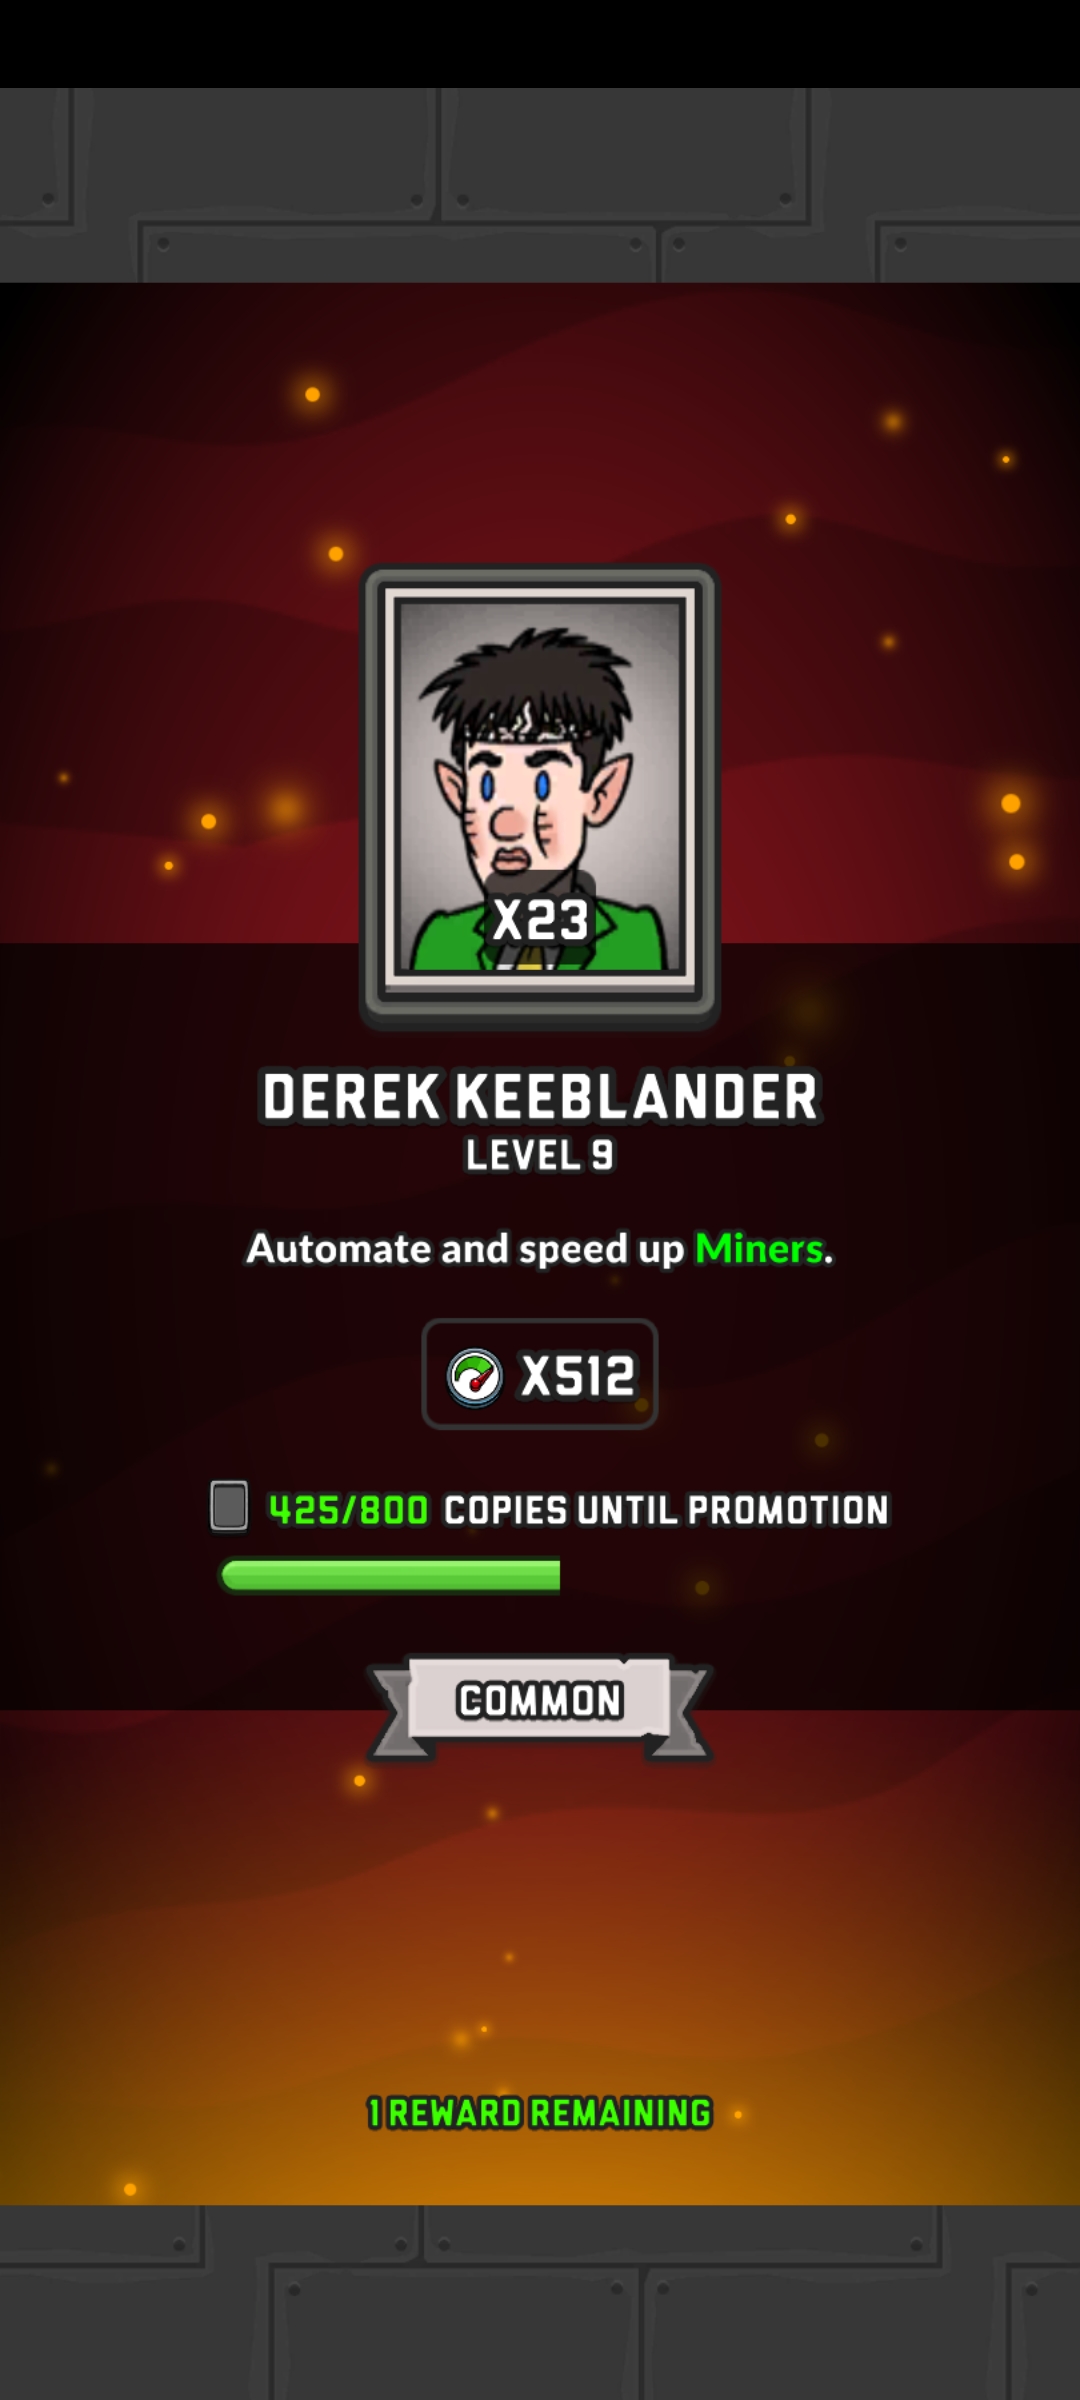 X23
DEREK KEEBLANDER
LEVEL 9
Automate and speed up Miners.
X512
425/800 COPIES UNTIL PROMOTION
COMMON
1 REWARD REMAINING